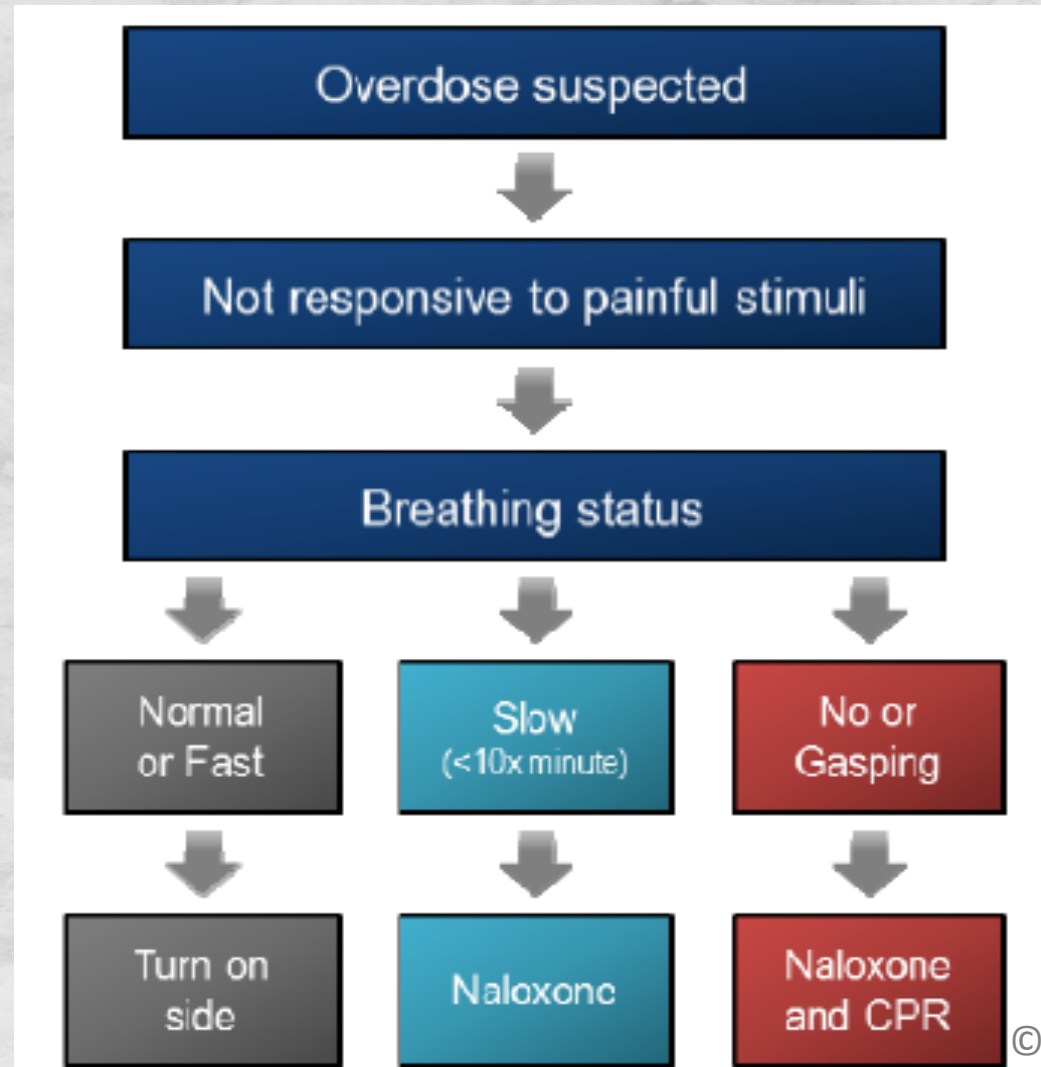 Overdose suspected
Not responsive to painful stimuli
Breathing status
Normal
or Fast
Slow
(<10x minute)
No or
Gasping
Turn on
side
Naloxone
Naloxone
and CPR
©